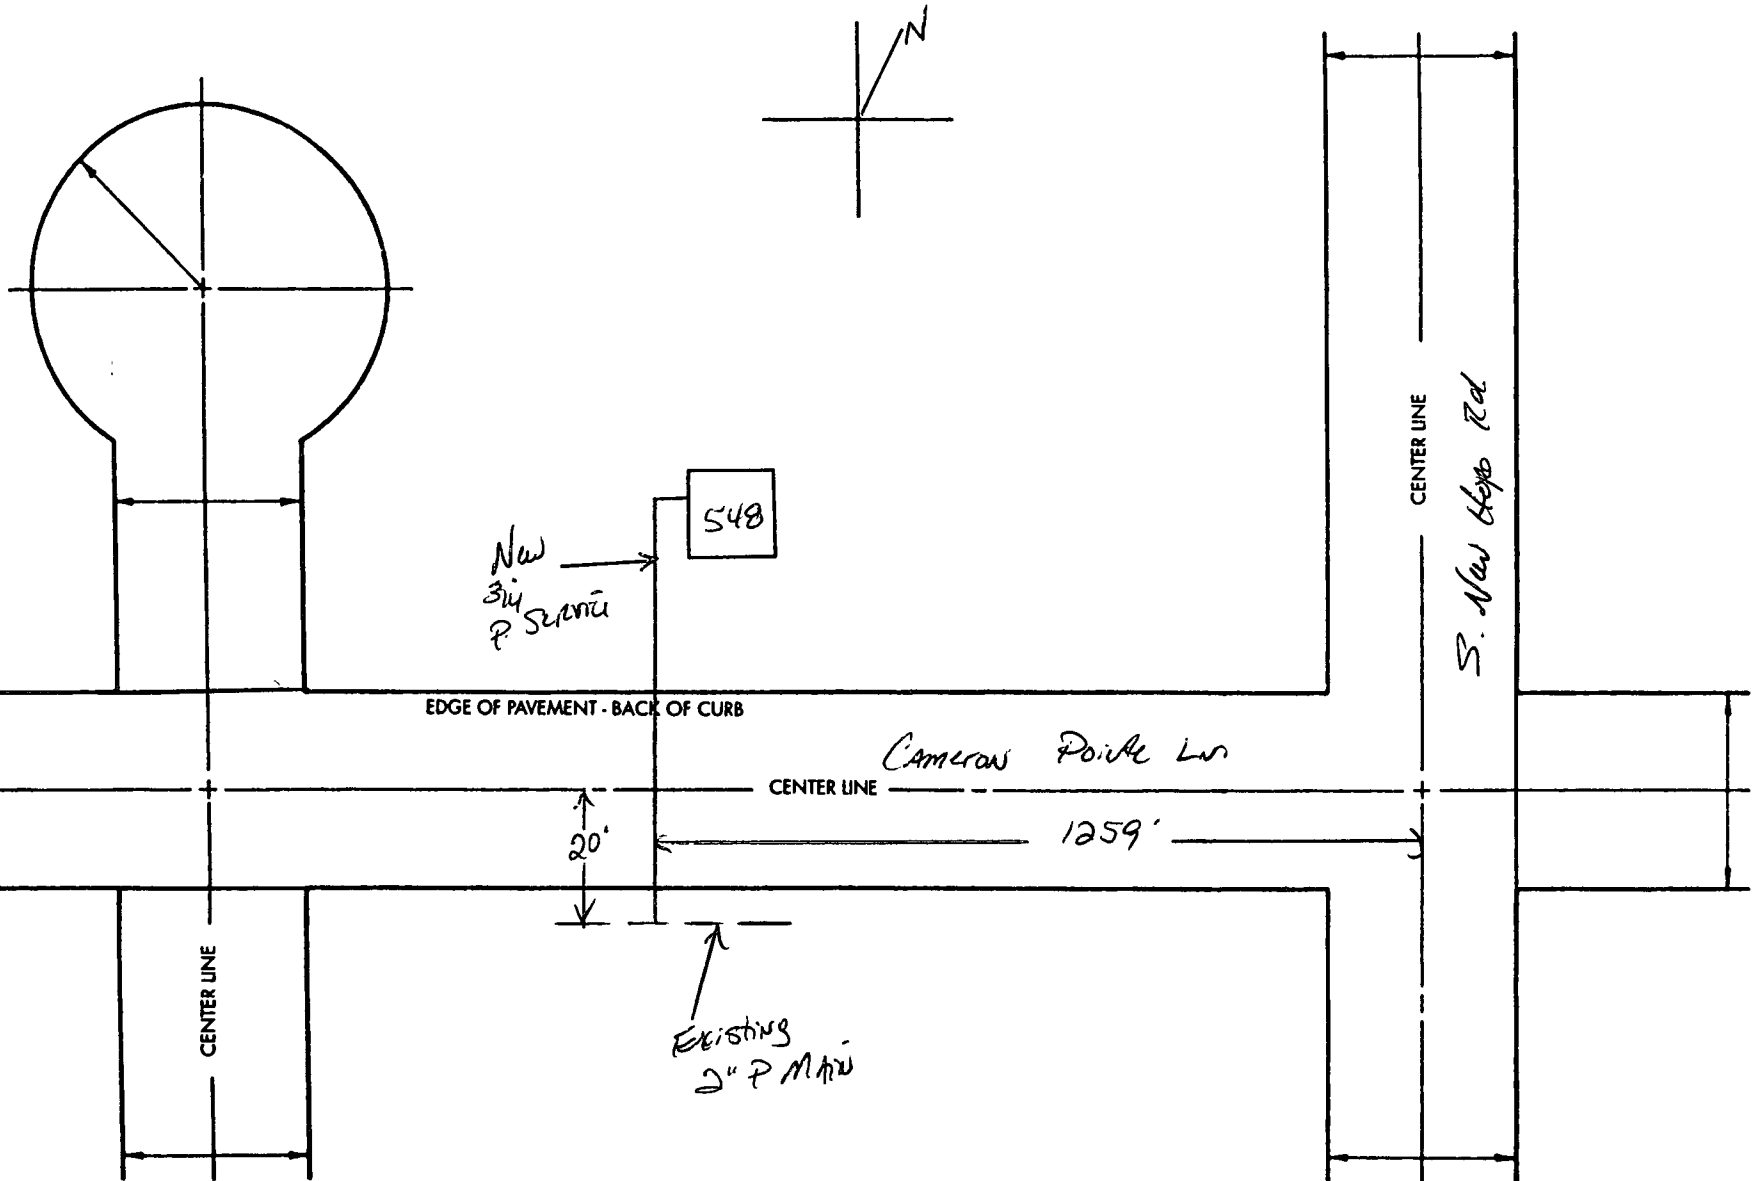 N
CENTER LINE
S. New Hope Rd
548
New
3/4
P. Service
EDGE OF PAVEMENT - BACK OF CURB
Cameron Pointe Ln
CENTER LINE
20'
1259'
CENTER LINE
Existing
2" P Main